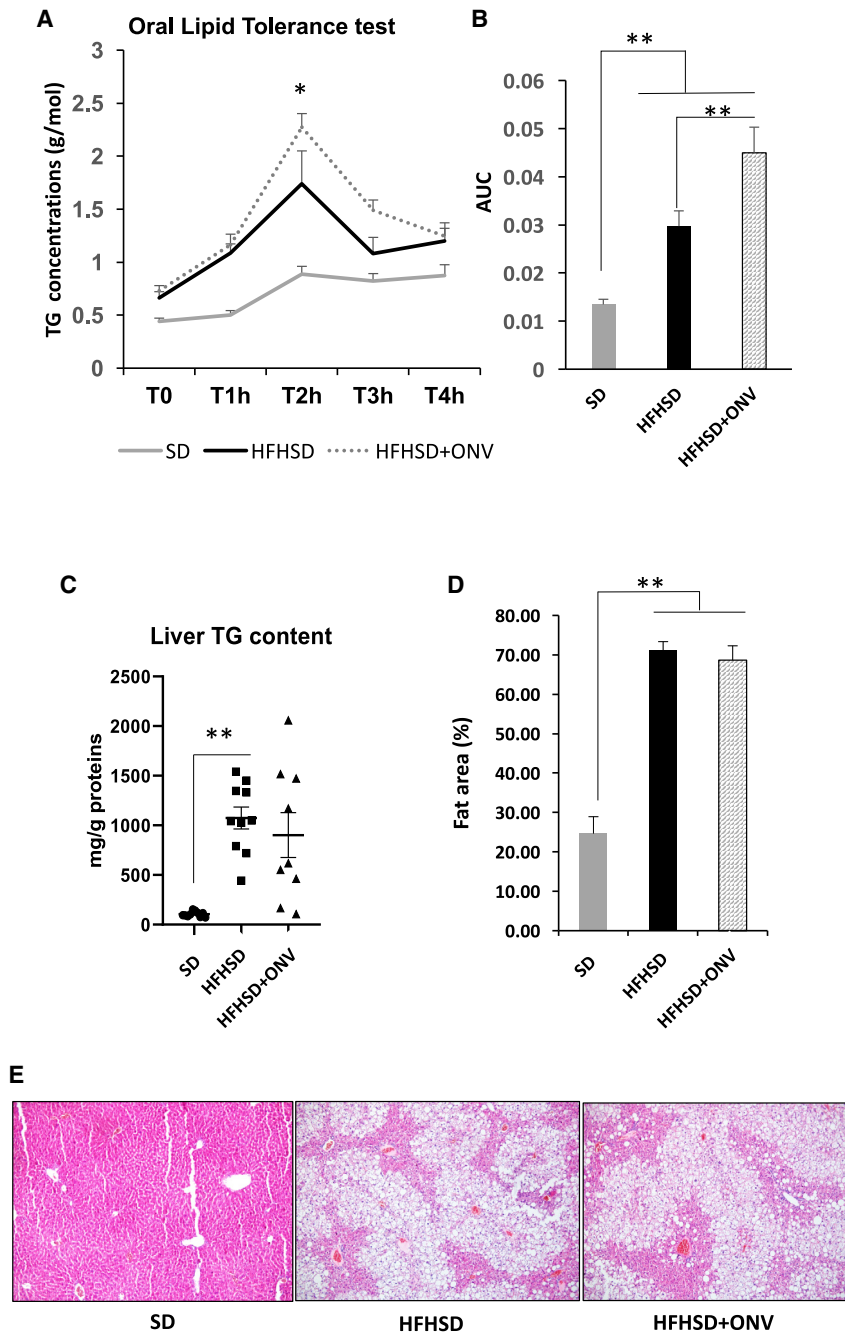 A
Oral Lipid Tolerance test
TG concentrations (g/mol)
3
2.5
2
1.5
1
0.5
0
*
T0 T1h T2h T3h T4h
SD HFHSD HFHSD+ONV
B
AUC
0.06
0.05
0.04
0.03
0.02
0.01
0
**
**
SD HFHSD HFHSD+ONV
C
Liver TG content
mg/g proteins
2500
2000
1500
1000
500
0
**
SD HFHSD HFHSD+ONV
D
Fat area (%)
80.00
70.00
60.00
50.00
40.00
30.00
20.00
10.00
0.00
**
SD HFHSD HFHSD+ONV
E
SD HFHSD HFHSD+ONV